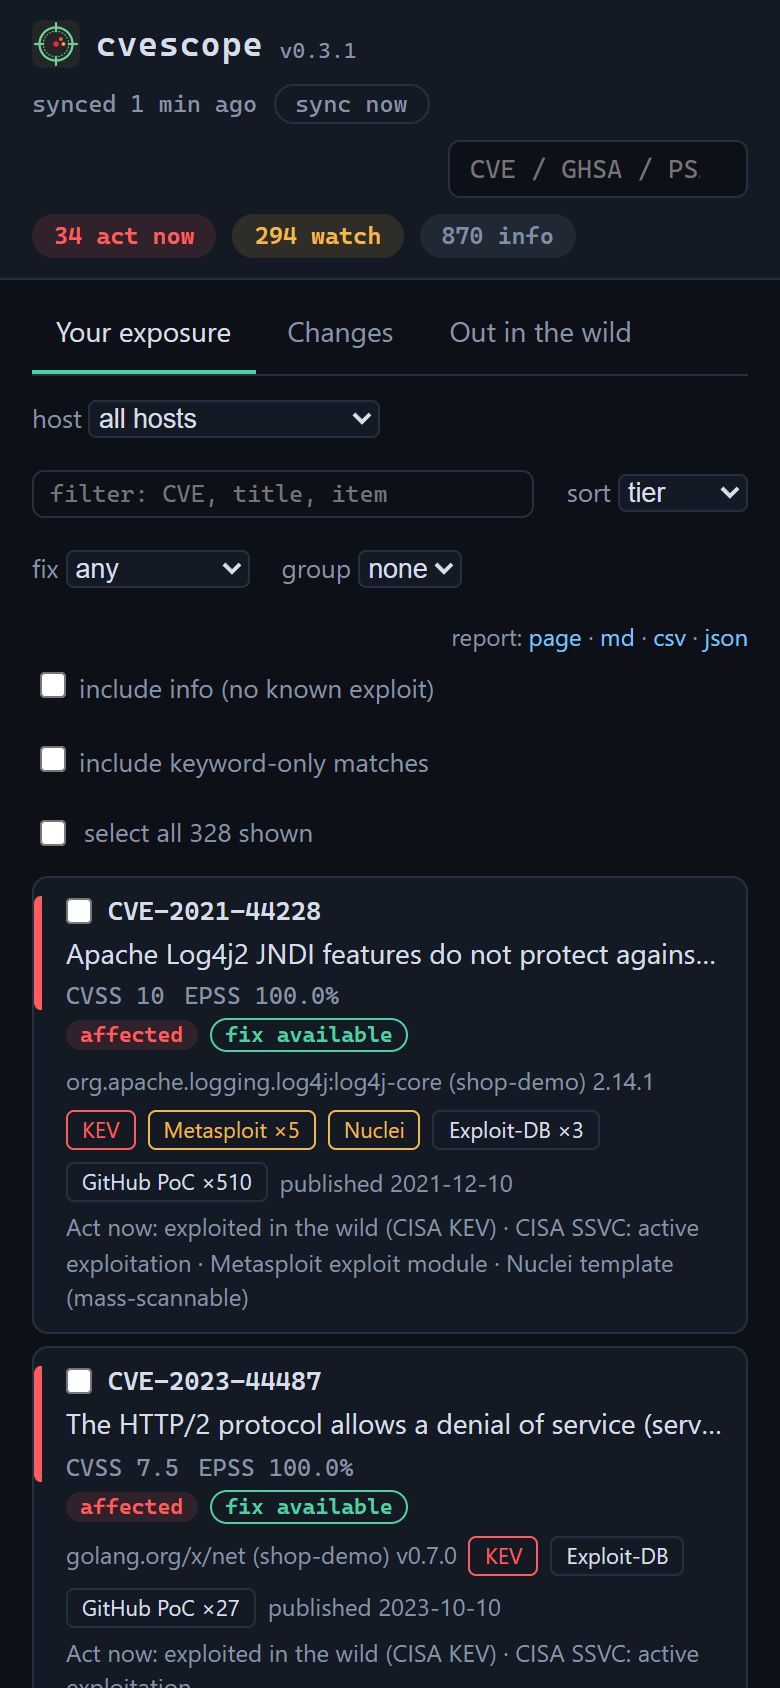 cvescope v0.3.1
synced 1 min ago sync now
CVE / GHSA / PS
34 act now 294 watch 870 info
Your exposure Changes Out in the wild
host all hosts
filter: CVE, title, item sort tier
fix any group none
report: page · md · csv · json
include info (no known exploit)
include keyword-only matches
select all 328 shown
CVE-2021-44228
Apache Log4j2 JNDI features do not protect agains...
CVSS 10 EPSS 100.0%
affected fix available
org.apache.logging.log4j:log4j-core (shop-demo) 2.14.1
KEV Metasploit ×5 Nuclei Exploit-DB ×3
GitHub PoC ×510 published 2021-12-10
Act now: exploited in the wild (CISA KEV) · CISA SSVC: active
exploitation · Metasploit exploit module · Nuclei template
(mass-scannable)
CVE-2023-44487
The HTTP/2 protocol allows a denial of service (serv...
CVSS 7.5 EPSS 100.0%
affected fix available
golang.org/x/net (shop-demo) v0.7.0 KEV Exploit-DB
GitHub PoC ×27 published 2023-10-10
Act now: exploited in the wild (CISA KEV) · CISA SSVC: active
exploitation